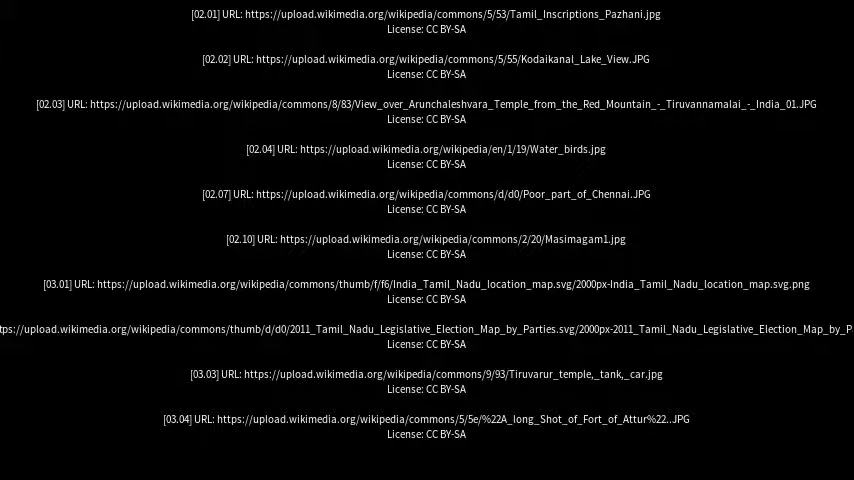 [02.01] URL: https://upload.wikimedia.org/wikipedia/commons/5/53/Tamil_Inscriptions_Pazhani.jpg
License: CC BY-SA
[02.02] URL: https://upload.wikimedia.org/wikipedia/commons/5/55/Kodaikanal_Lake_View.JPG
License: CC BY-SA
[02.03] URL: https://upload.wikimedia.org/wikipedia/commons/8/83/View_over_Arunchaleshvara_Temple_from_the_Red_Mountain_-_Tiruvannamalai_-_India_01.JPG
License: CC BY-SA
[02.04] URL: https://upload.wikimedia.org/wikipedia/en/1/19/Water_birds.jpg
License: CC BY-SA
[02.07] URL: https://upload.wikimedia.org/wikipedia/commons/d/d0/Poor_part_of_Chennai.JPG
License: CC BY-SA
[02.10] URL: https://upload.wikimedia.org/wikipedia/commons/2/20/Masimagam1.jpg
License: CC BY-SA
[03.01] URL: https://upload.wikimedia.org/wikipedia/commons/thumb/f/f6/India_Tamil_Nadu_location_map.svg/2000px-India_Tamil_Nadu_location_map.svg.png
License: CC BY-SA
tps://upload.wikimedia.org/wikipedia/commons/thumb/d/d0/2011_Tamil_Nadu_Legislative_Election_Map_by_Parties.svg/2000px-2011_Tamil_Nadu_Legislative_Election_Map_by_P
License: CC BY-SA
[03.03] URL: https://upload.wikimedia.org/wikipedia/commons/9/93/Tiruvarur_temple,_tank,_car.jpg
License: CC BY-SA
[03.04] URL: https://upload.wikimedia.org/wikipedia/commons/5/5e/%22A_long_Shot_of_Fort_of_Attur%22..JPG
License: CC BY-SA